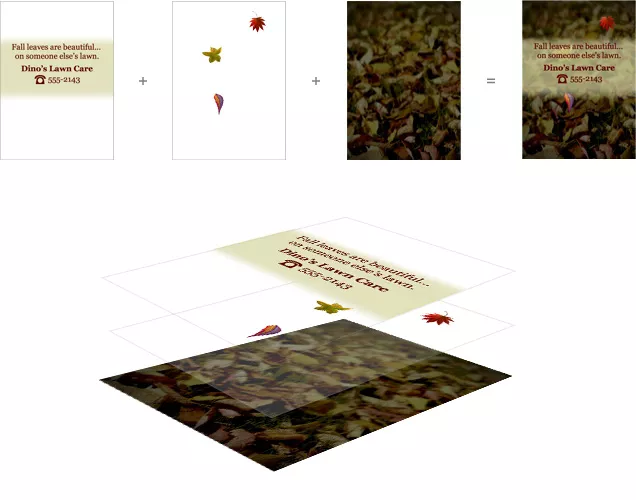 Fall leaves are beautiful...
on someone else's lawn.
Dino's Lawn Care
☎ 555-2143
+
+
=
Fall leaves are beautiful...
on someone else's lawn.
Dino's Lawn Care
☎ 555-2143
Fall leaves are beautiful...
on someone else's lawn.
Dino's Lawn Care
☎ 555-2143